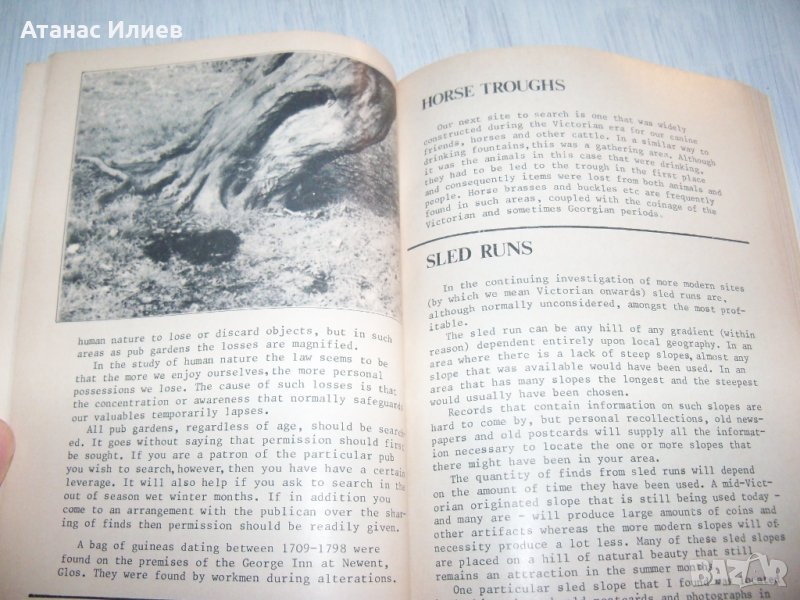 Атанас Илиев
human nature to lose or discard objects, but in such
areas as pub gardens the losses are magnified.
In the study of human nature the law seems to be
that the more we enjoy ourselves, the more personal
possessions we lose. The cause of such losses is that
the concentration or awareness that normally safeguards
our valuables temporarily lapses.
All pub gardens, regardless of age, should be search-
ed. It goes without saying that permission should first
be sought. If you are a patron of the particular pub
you wish to search, however, then you have have a certain
leverage. It will also help if you ask to search in the
out of season wet winter months. If in addition you
come to an arrangement with the publican over the shar-
ing of finds then permission should be readily given.
A bag of guineas dating between 1709-1798 were
found on the premises of the George Inn at Newent,
Glos. They were found by workmen during alterations.
HORSE TROUGHS
Our next site to search is one that was widely
constructed during the Victorian era for our canine
friends, horses and other cattle. In a similar way to
drinking fountains, this was a gathering area. Although
it was the animals in this case that were drinking,
they had to be led to the trough in the first place
and consequently items were lost from both animals and
people. Horse brasses and buckles etc are frequently
found in such areas, coupled with the coinage of the
Victorian and sometimes Georgian periods.
SLED RUNS
In the continuing investigation of more modern sites
(by which we mean Victorian onwards) sled runs are,
although normally unconsidered, amongst the most prof-
itable.
The sled run can be any hill of any gradient (within
reason) dependent entirely upon local geography. In an
area where there is a lack of steep slopes, almost any
slope that was available would have been used. In an
area that has many slopes the longest and the steepest
would usually have been chosen.
Records that contain information on such slopes are
hard to come by, but personal recollections, old news-
papers and old postcards will supply all the informat-
ion necessary to locate the one or more slopes that
there might have been in your area.
The quantity of finds from sled runs will depend
on the amount of time they have been used. A mid-Vict-
orian originated slope that is still being used today -
and many are - will produce large amounts of coins and
other artifacts whereas the more modern slopes will of
necessity produce a lot less. Many of these sled slopes
are placed on a hill of natural beauty that still
remains an attraction in the summer months.
One particular sled slope that I found was located
postcards and photographs in
BAZAR